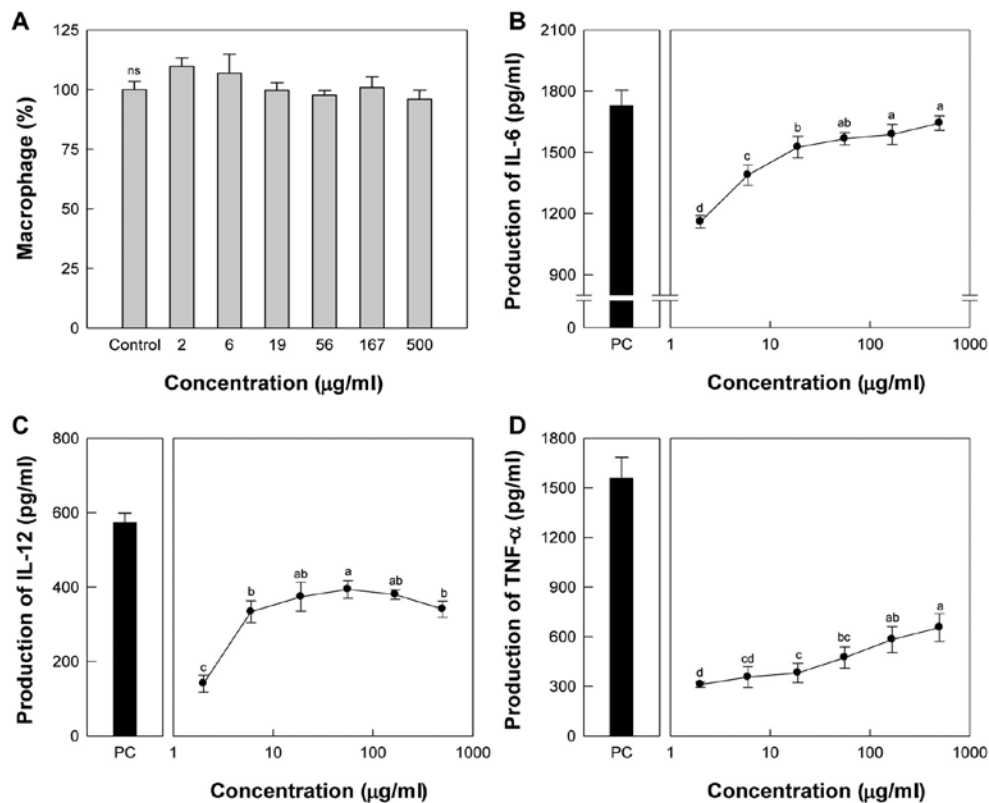 A
125
100
75
50
25
0
Macrophage (%)
ns
Control 2 6 19 56 167 500
Concentration (μg/ml)
B
2100
1800
1500
1200
900
0
Production of IL-6 (pg/ml)
d c b ab a a
PC
1 10 100 1000
Concentration (μg/ml)
C
800
600
400
200
0
Production of IL-12 (pg/ml)
c b ab a ab b
PC
1 10 100 1000
Concentration (μg/ml)
D
1800
1500
1200
900
600
300
0
Production of TNF-α (pg/ml)
d cd c bc ab a
PC
1 10 100 1000
Concentration (μg/ml)